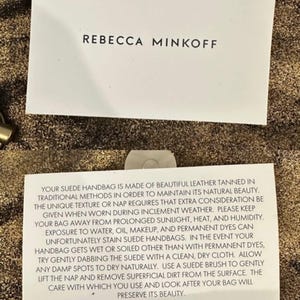 REBECCA MINKOFF
YOUR SUEDE HANDBAG IS MADE OF BEAUTIFUL LEATHER TANNED IN
TRADITIONAL METHODS IN ORDER TO MAINTAIN ITS NATURAL BEAUTY.
THE UNIQUE TEXTURE OR NAP REQUIRES THAT EXTRA CONSIDERATION BE
GIVEN WHEN WORN DURING INCLEMENT WEATHER. PLEASE KEEP
YOUR BAG AWAY FROM PROLONGED SUNLIGHT, HEAT, AND HUMIDITY.
EXPOSURE TO WATER, OIL, MAKEUP, AND PERMANENT DYES CAN
UNFORTUNATELY STAIN SUEDE HANDBAGS. IN THE EVENT YOUR
HANDBAG GETS WET OR SOILED OTHER THAN WITH PERMANENT DYES,
TRY GENTLY DABBING THE SUEDE WITH A CLEAN, DRY CLOTH. ALLOW
ANY DAMP SPOTS TO DRY NATURALLY. USE A SUEDE BRUSH TO GENTLY
LIFT THE NAP AND REMOVE SUPERFICIAL DIRT FROM THE SURFACE. THE
CARE WITH WHICH YOU USE AND LOOK AFTER YOUR BAG WILL
PRESERVE ITS BEAUTY.